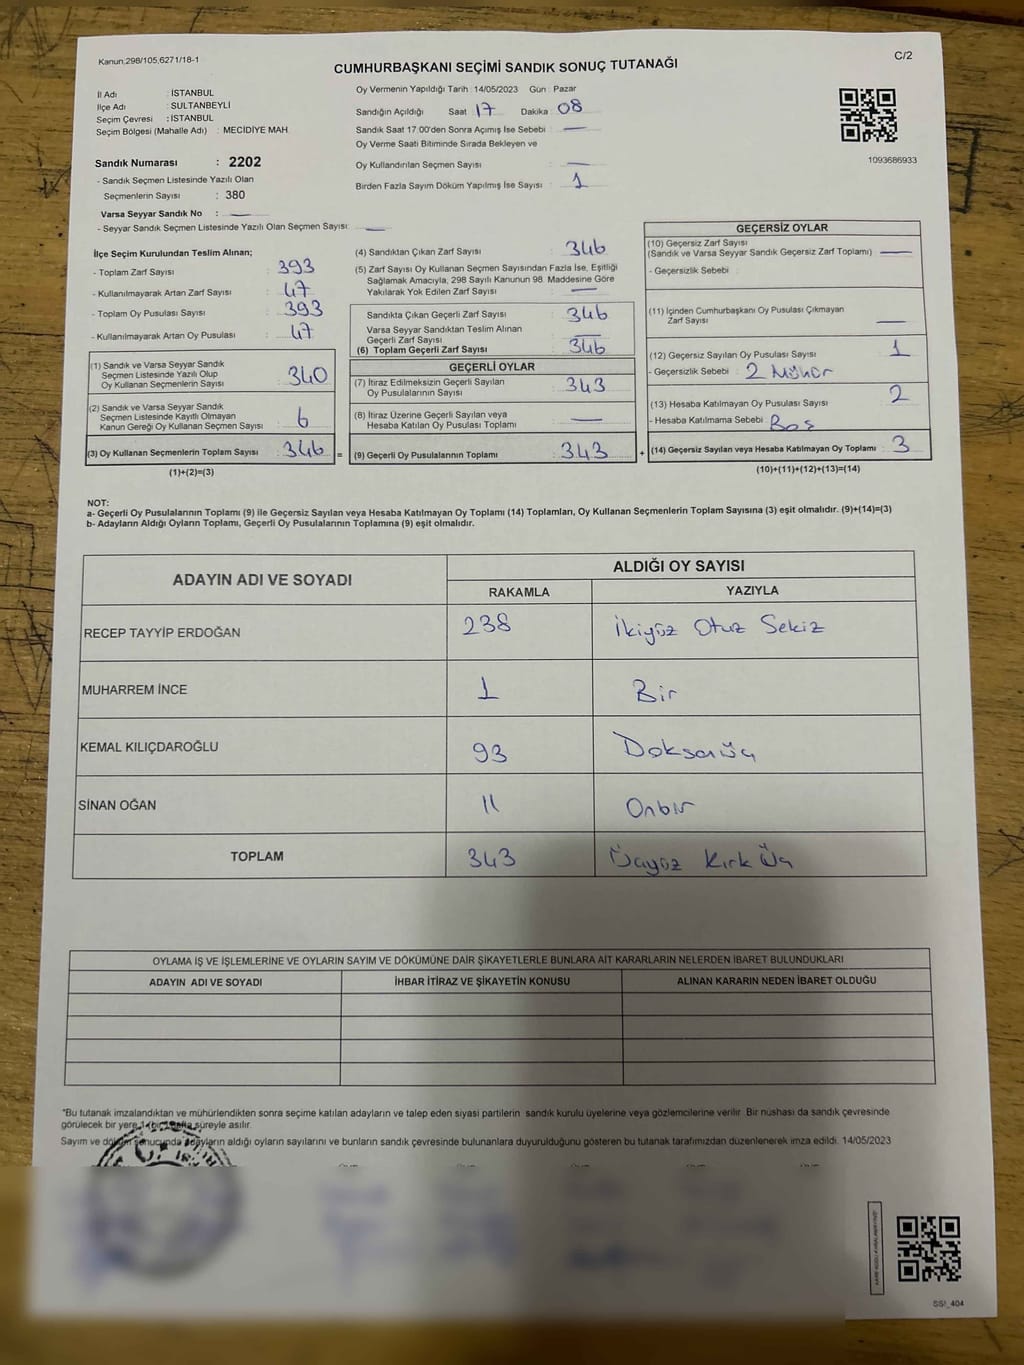 Kanun,298/105,6271/18-1
C/2
CUMHURBAŞKANI SEÇİMİ SANDIK SONUÇ TUTANAĞI
İl Adı : İSTANBUL
İlçe Adı : SULTANBEYLİ
Seçim Çevresi : İSTANBUL
Seçim Bölgesi (Mahalle Adı) : MECİDİYE MAH.
Sandık Numarası : 2202
- Sandık Seçmen Listesinde Yazılı Olan
Seçmenlerin Sayısı : 380
Varsa Seyyar Sandık No : —
- Seyyar Sandık Seçmen Listesinde Yazılı Olan Seçmen Sayısı: —
Oy Vermenin Yapıldığı Tarih : 14/05/2023 Gün : Pazar
Sandığın Açıldığı Saat 17 Dakika 08
Sandık Saat 17:00'den Sonra Açımış İse Sebebi : —
Oy Verme Saati Bitiminde Sırada Bekleyen ve
Oy Kullandırılan Seçmen Sayısı : —
Birden Fazla Sayım Döküm Yapılmış İse Sayısı : 1
1093686933
İlçe Seçim Kurulundan Teslim Alınan;
- Toplam Zarf Sayısı : 393
- Kullanılmayarak Artan Zarf Sayısı : 47
- Toplam Oy Pusulası Sayısı : 393
- Kullanılmayarak Artan Oy Pusulası : 47
(1) Sandık ve Varsa Seyyar Sandık
Seçmen Listesinde Yazılı Olup
Oy Kullanan Seçmenlerin Sayısı : 340
(2) Sandık ve Varsa Seyyar Sandık
Seçmen Listesinde Kayıtlı Olmayan
Kanun Gereği Oy Kullanan Seçmen Sayısı : 6
(3) Oy Kullanan Seçmenlerin Toplam Sayısı : 346 =
(1)+(2)=(3)
(4) Sandıktan Çıkan Zarf Sayısı : 346
(5) Zarf Sayısı Oy Kullanan Seçmen Sayısından Fazla İse, Eşitliği
Sağlamak Amacıyla, 298 Sayılı Kanunun 98. Maddesine Göre
Yakılarak Yok Edilen Zarf Sayısı : —
Sandıkta Çıkan Geçerli Zarf Sayısı : 346
Varsa Seyyar Sandıktan Teslim Alınan
Geçerli Zarf Sayısı : —
(6) Toplam Geçerli Zarf Sayısı : 346
GEÇERLİ OYLAR
(7) İtiraz Edilmeksizin Geçerli Sayılan
Oy Pusulalarının Sayısı : 343
(8) İtiraz Üzerine Geçerli Sayılan veya
Hesaba Katılan Oy Pusulası Toplamı : —
(9) Geçerli Oy Pusulalarının Toplamı : 343 +
GEÇERSİZ OYLAR
(10) Geçersiz Zarf Sayısı
(Sandık ve Varsa Seyyar Sandık Geçersiz Zarf Toplamı) : —
- Geçersizlik Sebebi :
(11) İçinden Cumhurbaşkanı Oy Pusulası Çıkmayan
Zarf Sayısı : —
(12) Geçersiz Sayılan Oy Pusulası Sayısı : 1
- Geçersizlik Sebebi : 2 Mühür
(13) Hesaba Katılmayan Oy Pusulası Sayısı : 2
- Hesaba Katılmama Sebebi : Boş
(14) Geçersiz Sayılan veya Hesaba Katılmayan Oy Toplamı : 3
(10)+(11)+(12)+(13)=(14)
NOT:
a- Geçerli Oy Pusulalarının Toplamı (9) ile Geçersiz Sayılan veya Hesaba Katılmayan Oy Toplamı (14) Toplamları, Oy Kullanan Seçmenlerin Toplam Sayısına (3) eşit olmalıdır. (9)+(14)=(3)
b- Adayların Aldığı Oyların Toplamı, Geçerli Oy Pusulalarının Toplamına (9) eşit olmalıdır.
ADAYIN ADI VE SOYADI
ALDIĞI OY SAYISI
RAKAMLA YAZIYLA
RECEP TAYYİP ERDOĞAN 238 İkiyüz Otuz Sekiz
MUHARREM İNCE 1 Bir
KEMAL KILIÇDAROĞLU 93 Doksanüç
SİNAN OĞAN 11 Onbir
TOPLAM 343 Üçyüz Kırk Üç
OYLAMA İŞ VE İŞLEMLERİNE VE OYLARIN SAYIM VE DÖKÜMÜNE DAİR ŞİKAYETLERLE BUNLARA AİT KARARLARIN NELERDEN İBARET BULUNDUKLARI
ADAYIN ADI VE SOYADI İHBAR İTİRAZ VE ŞİKAYETİN KONUSU ALINAN KARARIN NEDEN İBARET OLDUĞU
*Bu tutanak imzalandıktan ve mühürlendikten sonra seçime katılan adayların ve talep eden siyasi partilerin sandık kurulu üyelerine veya gözlemcilerine verilir. Bir nüshası da sandık çevresinde
görülecek bir yere 1 (bir) hafta süreyle asılır.
Sayım ve döküm sonucunda adayların aldığı oyların sayılarını ve bunların sandık çevresinde bulunanlara duyurulduğunu gösteren bu tutanak tarafımızdan düzenlenerek imza edildi. 14/05/2023
SSİ_404